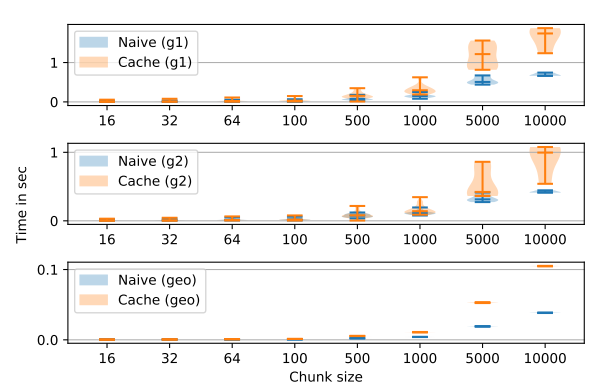 Naive (g1)
Cache (g1)
1
0
16 32 64 100 500 1000 5000 10000
Naive (g2)
Cache (g2)
1
0
16 32 64 100 500 1000 5000 10000
Time in sec
Naive (geo)
Cache (geo)
0.1
0.0
16 32 64 100 500 1000 5000 10000
Chunk size